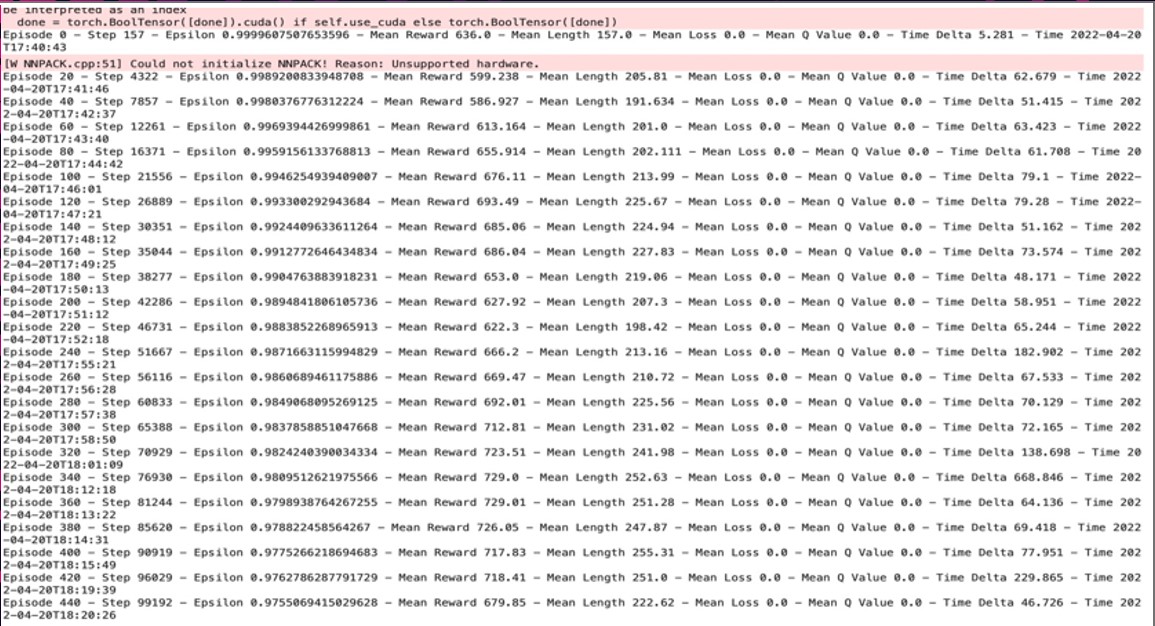 be interpreted as an index
done = torch.BoolTensor([done]).cuda() if self.use_cuda else torch.BoolTensor([done])
Episode 0 - Step 157 - Epsilon 0.9999607507653596 - Mean Reward 636.0 - Mean Length 157.0 - Mean Loss 0.0 - Mean Q Value 0.0 - Time Delta 5.281 - Time 2022-04-20
T17:40:43
[W NNPACK.cpp:51] Could not initialize NNPACK! Reason: Unsupported hardware.
Episode 20 - Step 4322 - Epsilon 0.9989200833948708 - Mean Reward 599.238 - Mean Length 205.81 - Mean Loss 0.0 - Mean Q Value 0.0 - Time Delta 62.679 - Time 2022
-04-20T17:41:46
Episode 40 - Step 7857 - Epsilon 0.9980376776312224 - Mean Reward 586.927 - Mean Length 191.634 - Mean Loss 0.0 - Mean Q Value 0.0 - Time Delta 51.415 - Time 202
2-04-20T17:42:37
Episode 60 - Step 12261 - Epsilon 0.9969394426999861 - Mean Reward 613.164 - Mean Length 201.0 - Mean Loss 0.0 - Mean Q Value 0.0 - Time Delta 63.423 - Time 2022
-04-20T17:43:40
Episode 80 - Step 16371 - Epsilon 0.9959156133768813 - Mean Reward 655.914 - Mean Length 202.111 - Mean Loss 0.0 - Mean Q Value 0.0 - Time Delta 61.708 - Time 20
22-04-20T17:44:42
Episode 100 - Step 21556 - Epsilon 0.9946254939409007 - Mean Reward 676.11 - Mean Length 213.99 - Mean Loss 0.0 - Mean Q Value 0.0 - Time Delta 79.1 - Time 2022-
04-20T17:46:01
Episode 120 - Step 26889 - Epsilon 0.993300292943684 - Mean Reward 693.49 - Mean Length 225.67 - Mean Loss 0.0 - Mean Q Value 0.0 - Time Delta 79.28 - Time 2022-
04-20T17:47:21
Episode 140 - Step 30351 - Epsilon 0.9924409633611264 - Mean Reward 685.06 - Mean Length 224.94 - Mean Loss 0.0 - Mean Q Value 0.0 - Time Delta 51.162 - Time 202
2-04-20T17:48:12
Episode 160 - Step 35044 - Epsilon 0.9912772646434834 - Mean Reward 686.04 - Mean Length 227.83 - Mean Loss 0.0 - Mean Q Value 0.0 - Time Delta 73.574 - Time 202
2-04-20T17:49:25
Episode 180 - Step 38277 - Epsilon 0.9904763883918231 - Mean Reward 653.0 - Mean Length 219.06 - Mean Loss 0.0 - Mean Q Value 0.0 - Time Delta 48.171 - Time 2022
-04-20T17:50:13
Episode 200 - Step 42286 - Epsilon 0.9894841806105736 - Mean Reward 627.92 - Mean Length 207.3 - Mean Loss 0.0 - Mean Q Value 0.0 - Time Delta 58.951 - Time 2022
-04-20T17:51:12
Episode 220 - Step 46731 - Epsilon 0.9883852268965913 - Mean Reward 622.3 - Mean Length 198.42 - Mean Loss 0.0 - Mean Q Value 0.0 - Time Delta 65.244 - Time 2022
-04-20T17:52:18
Episode 240 - Step 51667 - Epsilon 0.9871663115994829 - Mean Reward 666.2 - Mean Length 213.16 - Mean Loss 0.0 - Mean Q Value 0.0 - Time Delta 182.902 - Time 202
2-04-20T17:55:21
Episode 260 - Step 56116 - Epsilon 0.9860689461175886 - Mean Reward 669.47 - Mean Length 210.72 - Mean Loss 0.0 - Mean Q Value 0.0 - Time Delta 67.533 - Time 202
2-04-20T17:56:28
Episode 280 - Step 60833 - Epsilon 0.9849068095269125 - Mean Reward 692.01 - Mean Length 225.56 - Mean Loss 0.0 - Mean Q Value 0.0 - Time Delta 70.129 - Time 202
2-04-20T17:57:38
Episode 300 - Step 65388 - Epsilon 0.9837858851047668 - Mean Reward 712.81 - Mean Length 231.02 - Mean Loss 0.0 - Mean Q Value 0.0 - Time Delta 72.165 - Time 202
2-04-20T17:58:50
Episode 320 - Step 70929 - Epsilon 0.9824240390034334 - Mean Reward 723.51 - Mean Length 241.98 - Mean Loss 0.0 - Mean Q Value 0.0 - Time Delta 138.698 - Time 20
22-04-20T18:01:09
Episode 340 - Step 76930 - Epsilon 0.9809512621975566 - Mean Reward 729.0 - Mean Length 252.63 - Mean Loss 0.0 - Mean Q Value 0.0 - Time Delta 668.846 - Time 202
2-04-20T18:12:18
Episode 360 - Step 81244 - Epsilon 0.9798938764267255 - Mean Reward 729.01 - Mean Length 251.28 - Mean Loss 0.0 - Mean Q Value 0.0 - Time Delta 64.136 - Time 202
2-04-20T18:13:22
Episode 380 - Step 85620 - Epsilon 0.978822458564267 - Mean Reward 726.05 - Mean Length 247.87 - Mean Loss 0.0 - Mean Q Value 0.0 - Time Delta 69.418 - Time 2022
-04-20T18:14:31
Episode 400 - Step 90919 - Epsilon 0.9775266218694683 - Mean Reward 717.83 - Mean Length 255.31 - Mean Loss 0.0 - Mean Q Value 0.0 - Time Delta 77.951 - Time 202
2-04-20T18:15:49
Episode 420 - Step 96029 - Epsilon 0.9762786287791729 - Mean Reward 718.41 - Mean Length 251.0 - Mean Loss 0.0 - Mean Q Value 0.0 - Time Delta 229.865 - Time 202
2-04-20T18:19:39
Episode 440 - Step 99192 - Epsilon 0.9755069415029628 - Mean Reward 679.85 - Mean Length 222.62 - Mean Loss 0.0 - Mean Q Value 0.0 - Time Delta 46.726 - Time 202
2-04-20T18:20:26